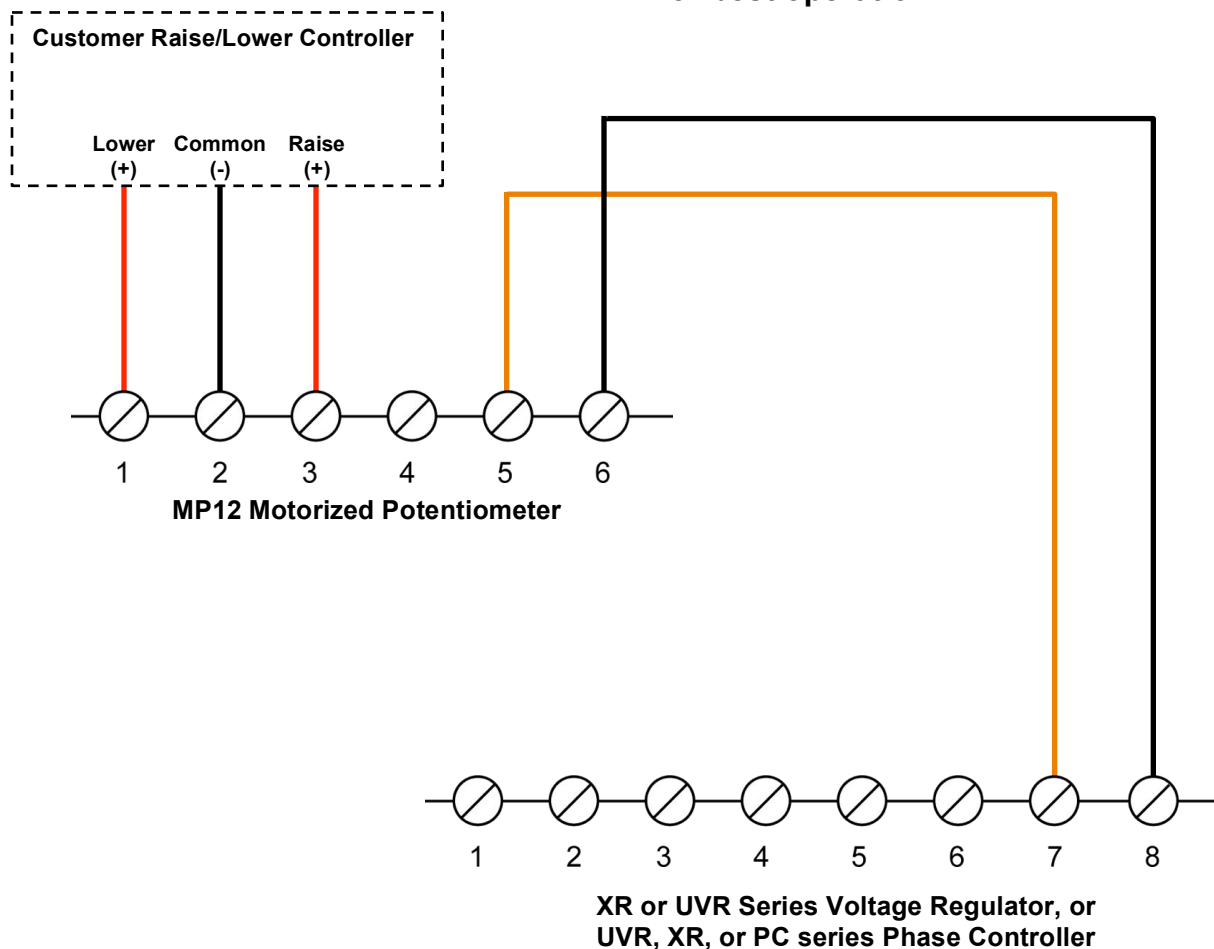 Customer Raise/Lower Controller
Lower Common Raise
(+) (-) (+)
1 2 3 4 5 6
MP12 Motorized Potentiometer
1 2 3 4 5 6 7 8
XR or UVR Series Voltage Regulator, or
UVR, XR, or PC series Phase Controller